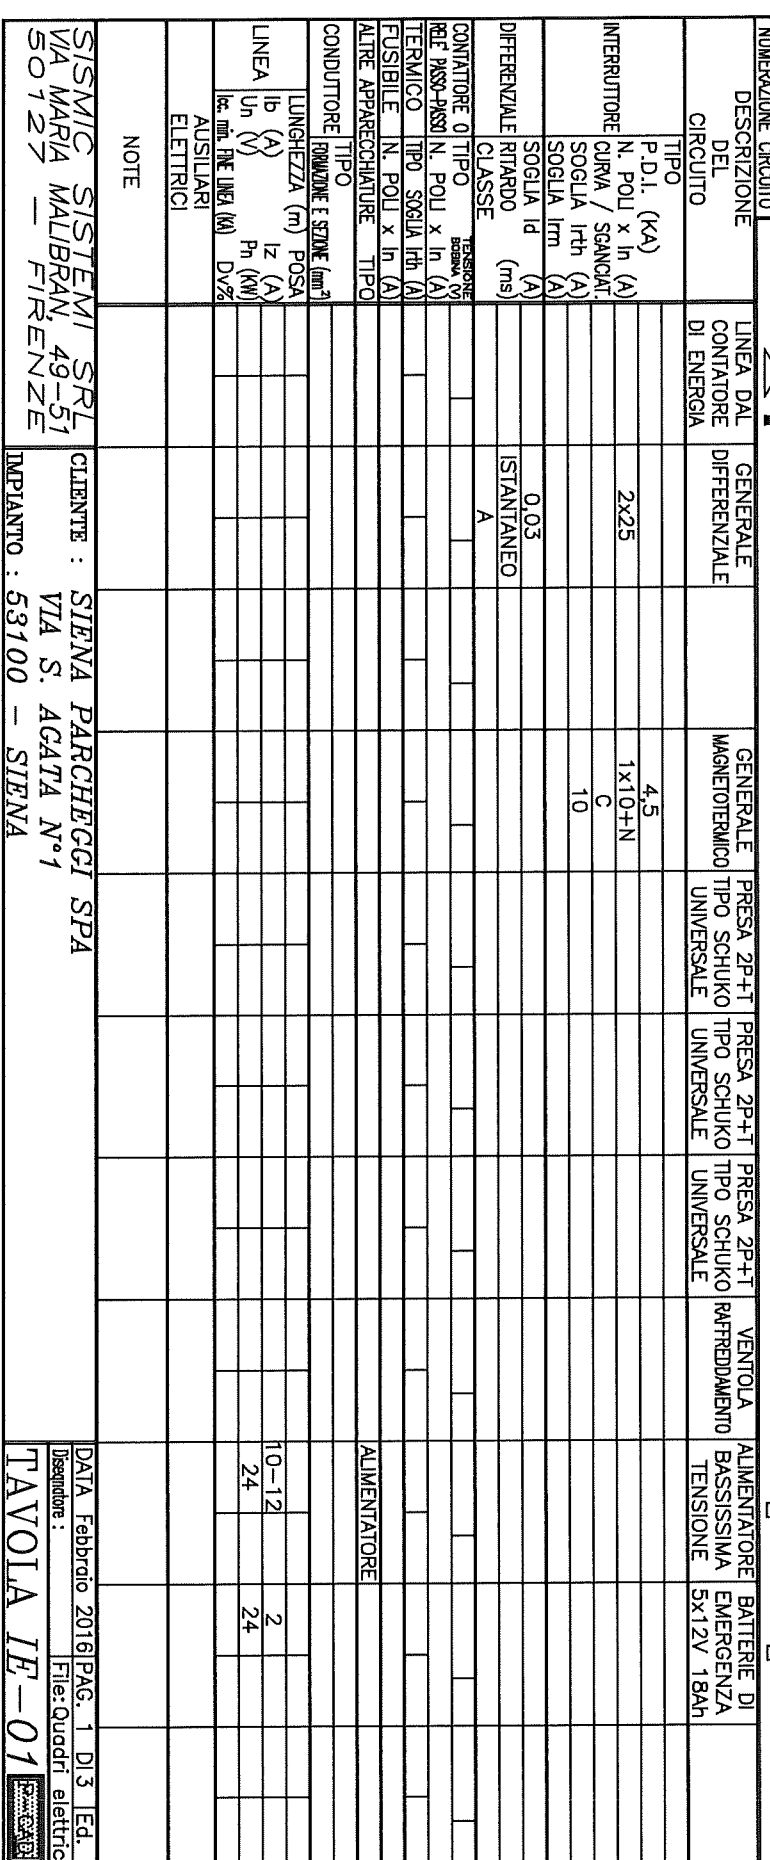 NUMERAZIONE CIRCUITO
DESCRIZIONE
DEL
CIRCUITO
LINEA DAL
CONTATORE
DI ENERGIA
GENERALE
DIFFERENZIALE
GENERALE
MAGNETOTERMICO
PRESA 2P+T
TIPO SCHUKO
UNIVERSALE
PRESA 2P+T
TIPO SCHUKO
UNIVERSALE
PRESA 2P+T
TIPO SCHUKO
UNIVERSALE
VENTOLA
RAFFREDDAMENTO
ALIMENTATORE
BASSISSIMA
TENSIONE
BATTERIE DI
EMERGENZA
5x12V 18Ah
INTERRUTTORE
TIPO
P.D.I. (KA) 4,5
N. POLI x In (A) 2x25 1x10+N
CURVA / SGANCIAT. C
SOGLIA Irth (A) 10
SOGLIA Irm (A)
DIFFERENZIALE
SOGLIA Id (A) 0,03
RITARDO (ms) ISTANTANEO
CLASSE A
CONTATTORE O
RELE' PASSO-PASSO
TIPO TENSIONE
BOBINA (V)
N. POLI x In (A)
TERMICO TIPO SOGLIA Irth (A)
FUSIBILE N. POLI x In (A)
ALTRE APPARECCHIATURE TIPO ALIMENTATORE
CONDUTTORE
TIPO
FORMAZIONE E SEZIONE (mm²)
LINEA
LUNGHEZZA (m) POSA
Ib (A) Iz (A) 10-12 2
Un (V) Pn (KW) 24 24
Icc. min. FINE LINEA (KA) Dv%
AUSILIARI
ELETTRICI
NOTE
SISMIC SISTEMI SRL
VIA MARIA MALIBRAN, 49-51
50127 - FIRENZE
CLIENTE : SIENA PARCHEGGI SPA
VIA S. AGATA N°1
IMPIANTO : 53100 - SIENA
DATA Febbraio 2016 PAG. 1 DI 3 Ed.
Disegnatore : File: Quadri elettric
TAVOLA IE-01